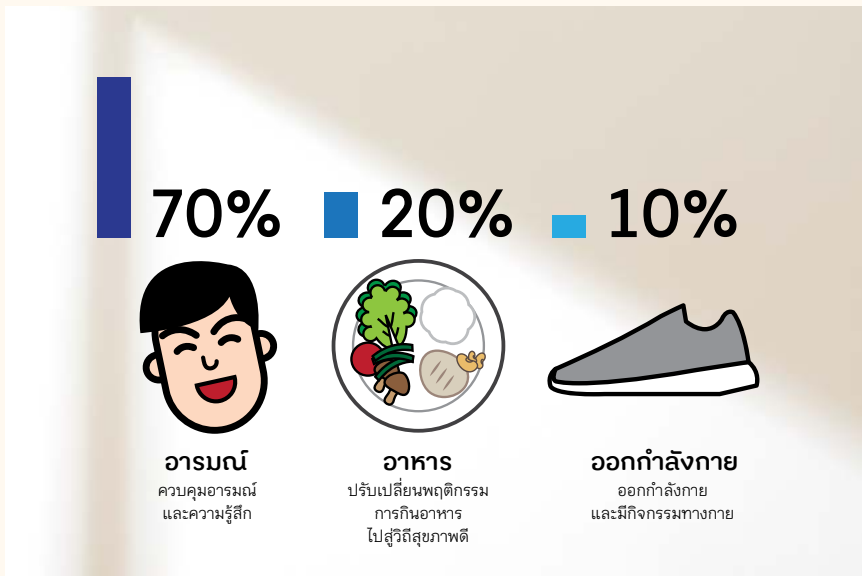 70%
20%
10%
อารมณ์
ควบคุมอารมณ์
และความรู้สึก
อาหาร
ปรับเปลี่ยนพฤติกรรม
การกินอาหาร
ไปสู่วิถีสุขภาพดี
ออกกำลังกาย
ออกกำลังกาย
และมีกิจกรรมทางกาย